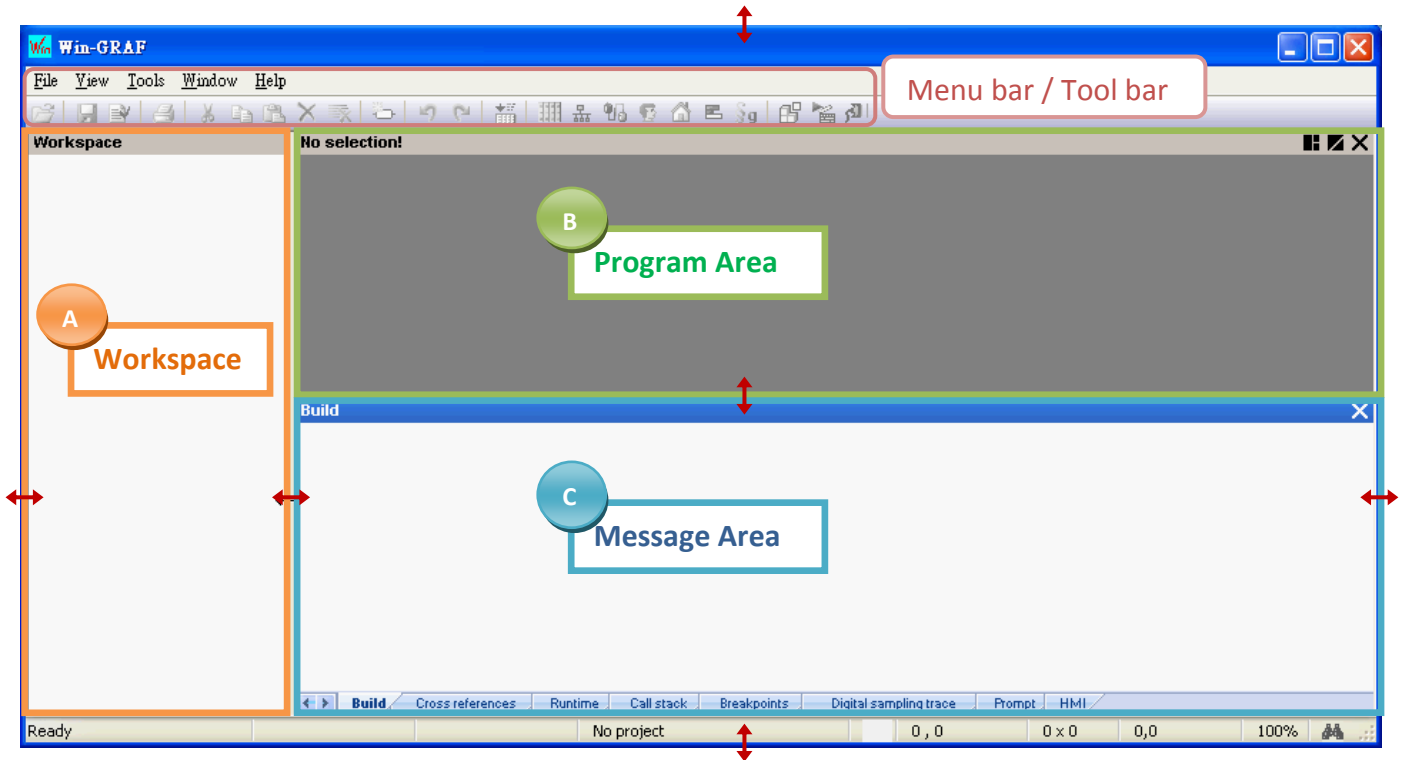 Win Win-GRAF
File View Tools Window Help
Menu bar / Tool bar
Workspace
No selection!
B
Program Area
A
Workspace
Build
C
Message Area
Build Cross references Runtime Call stack Breakpoints Digital sampling trace Prompt HMI
Ready No project 0 , 0 0 x 0 0,0 100%